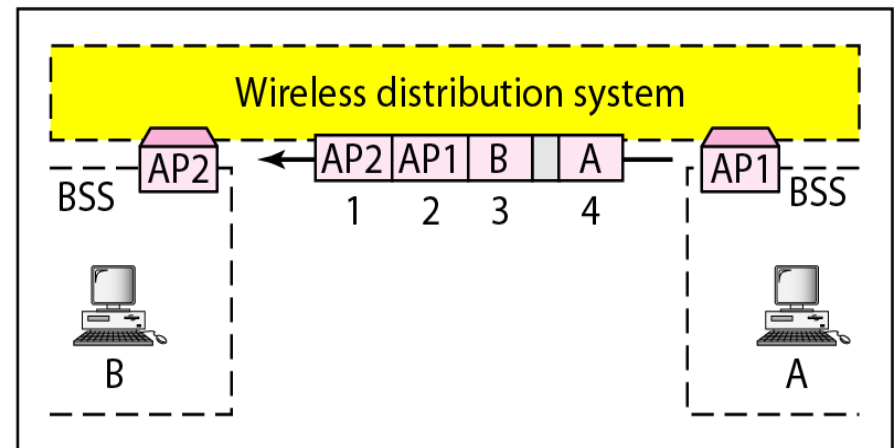 Wireless distribution system
AP2 AP2 AP1 B A AP1
BSS 1 2 3 4 BSS
B A